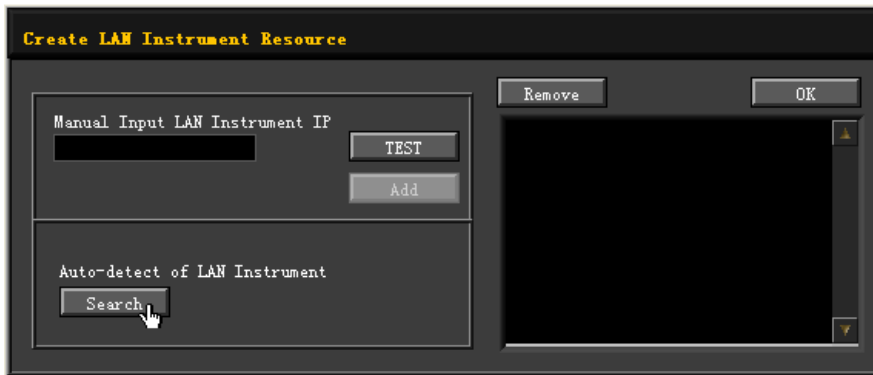 Create LAN Instrument Resource
Remove
OK
Manual Input LAN Instrument IP
TEST
Add
Auto-detect of LAN Instrument
Search